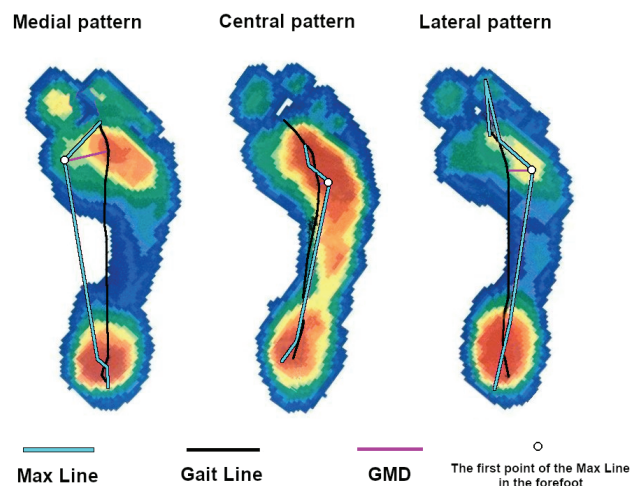 Medial pattern Central pattern Lateral pattern
Max Line Gait Line GMD The first point of the Max Line
in the forefoot